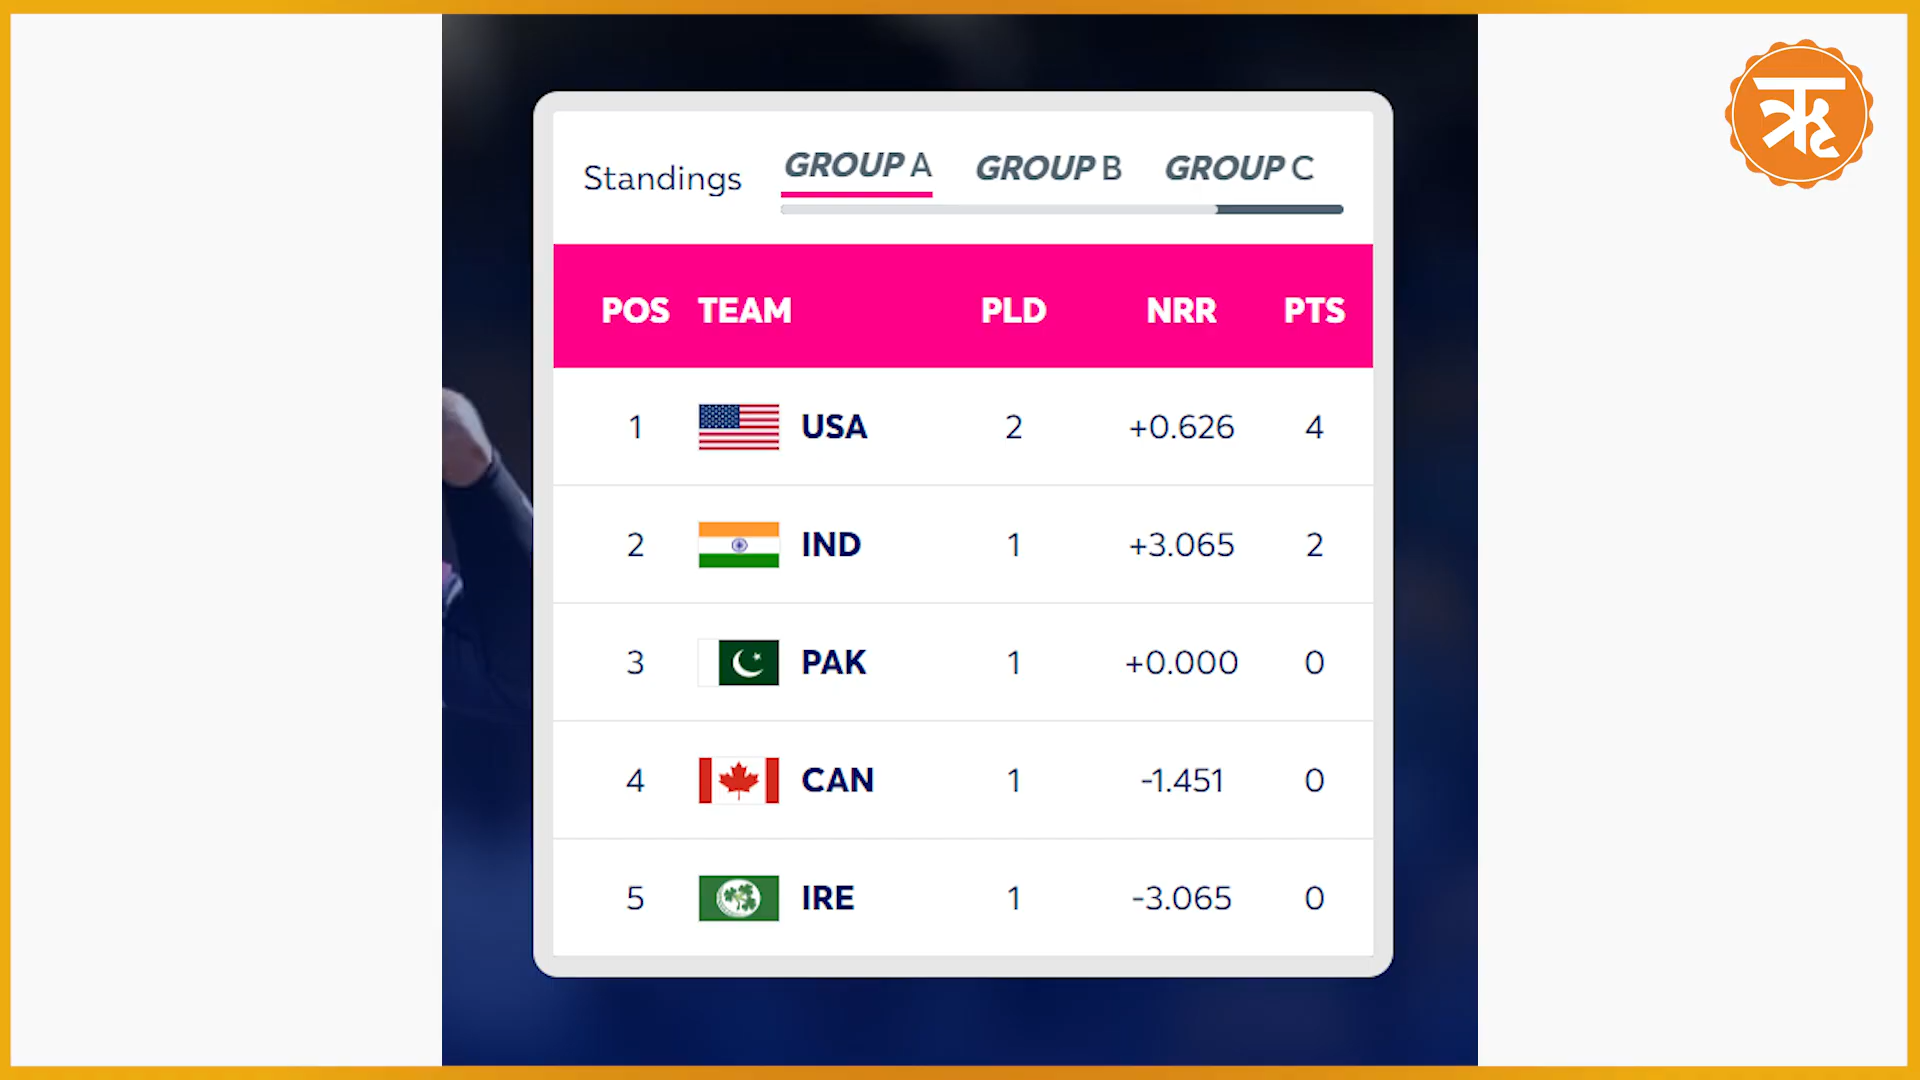 ऋ
Standings GROUP A GROUP B GROUP C
POS TEAM PLD NRR PTS
1 USA 2 +0.626 4
2 IND 1 +3.065 2
3 PAK 1 +0.000 0
4 CAN 1 -1.451 0
5 IRE 1 -3.065 0